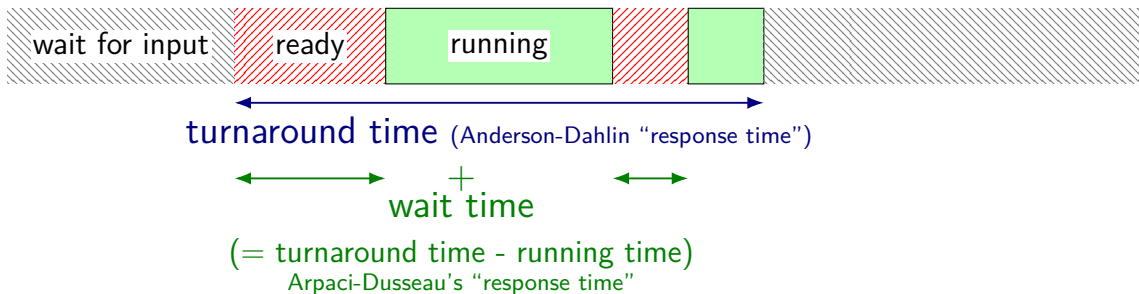 wait for input ready running
turnaround time (Anderson-Dahlin “response time”)
+
wait time
(= turnaround time - running time)
Arpaci-Dusseau's “response time”